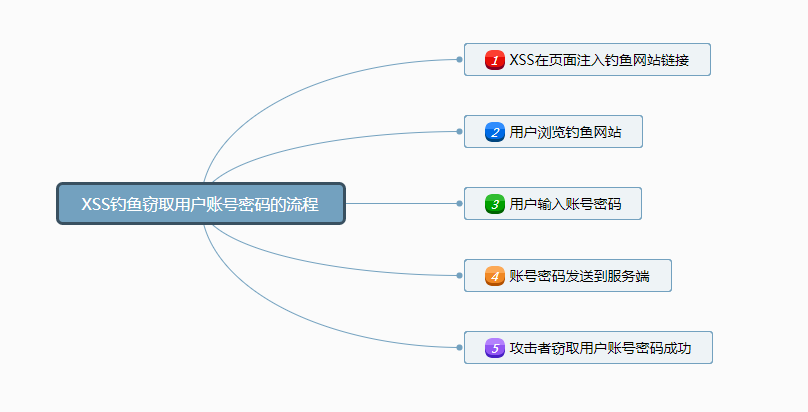 XSS钓鱼窃取用户账号密码的流程
1 XSS在页面注入钓鱼网站链接
2 用户浏览钓鱼网站
3 用户输入账号密码
4 账号密码发送到服务端
5 攻击者窃取用户账号密码成功